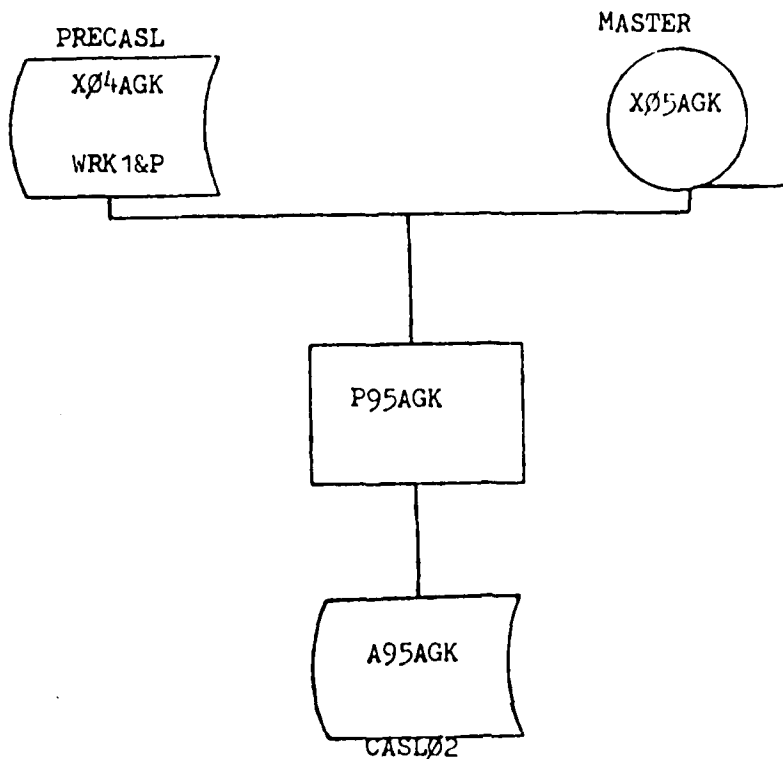 PRECASL
XØ4AGK
WRK1&P
MASTER
XØ5AGK
P95AGK
A95AGK
CASLØ2